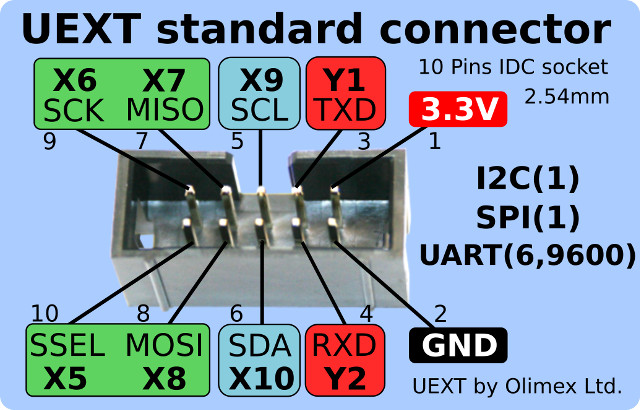 UEXT standard connector
10 Pins IDC socket
2.54mm
X6 X7 X9 Y1
SCK MISO SCL TXD 3.3V
9 7 5 3 1
I2C(1)
SPI(1)
UART(6,9600)
10 8 6 4 2
SSEL MOSI SDA RXD GND
X5 X8 X10 Y2
UEXT by Olimex Ltd.